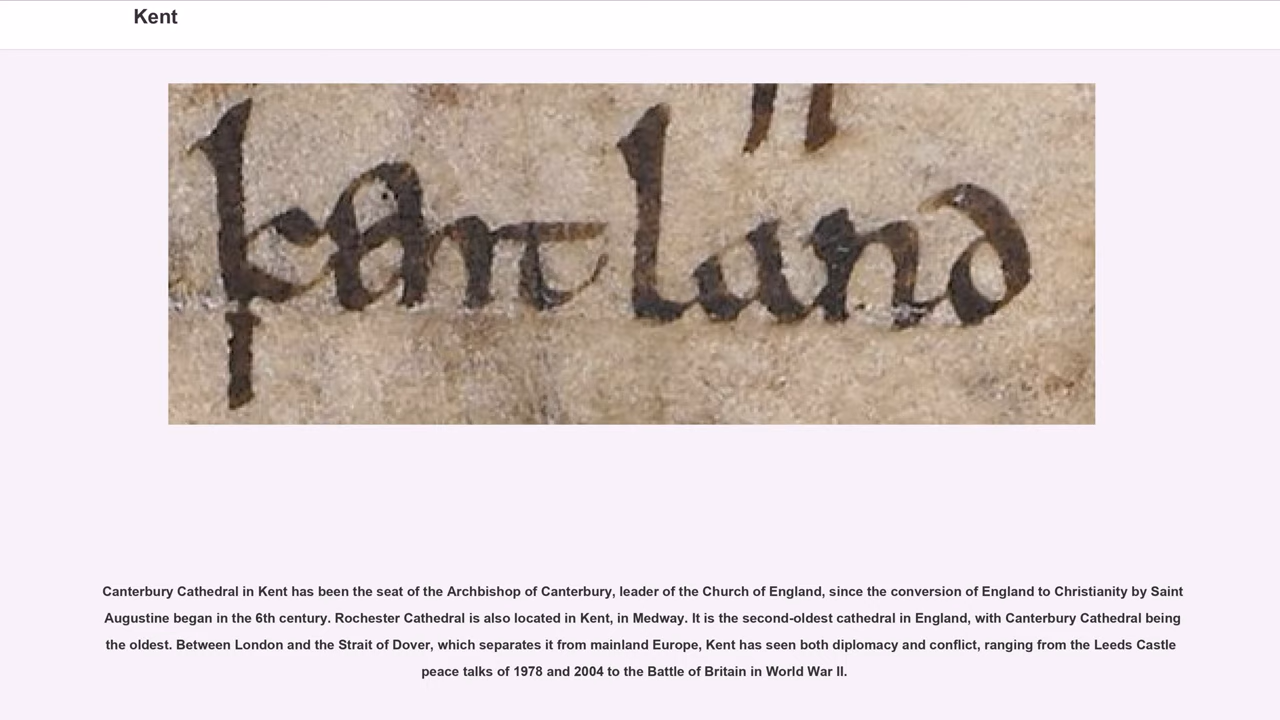 Kent
kent land
Canterbury Cathedral in Kent has been the seat of the Archbishop of Canterbury, leader of the Church of England, since the conversion of England to Christianity by Saint
Augustine began in the 6th century. Rochester Cathedral is also located in Kent, in Medway. It is the second-oldest cathedral in England, with Canterbury Cathedral being
the oldest. Between London and the Strait of Dover, which separates it from mainland Europe, Kent has seen both diplomacy and conflict, ranging from the Leeds Castle
peace talks of 1978 and 2004 to the Battle of Britain in World War II.